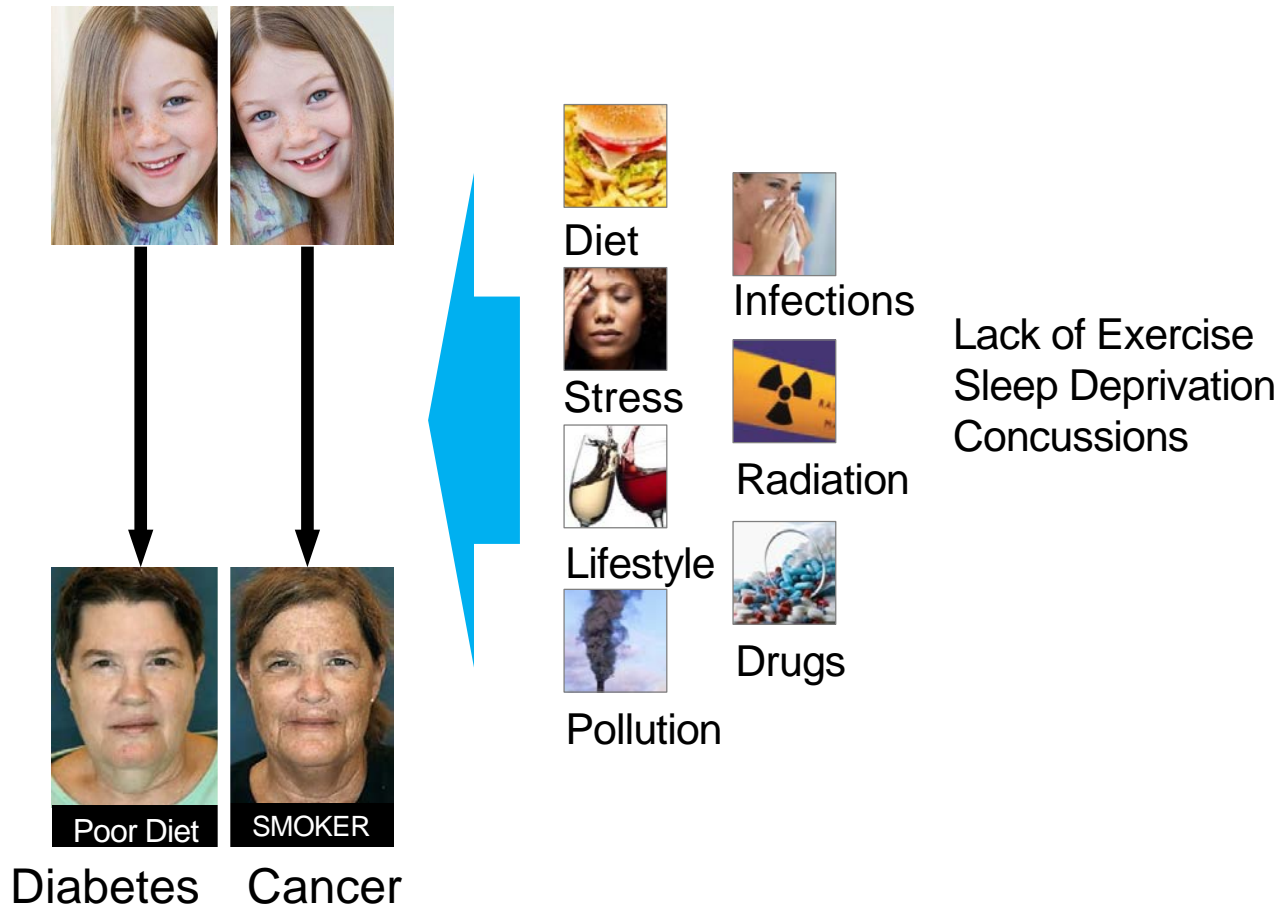 Diet
Infections
Stress
Radiation
Lifestyle
Drugs
Pollution
Lack of Exercise
Sleep Deprivation
Concussions
Poor Diet
SMOKER
Diabetes
Cancer